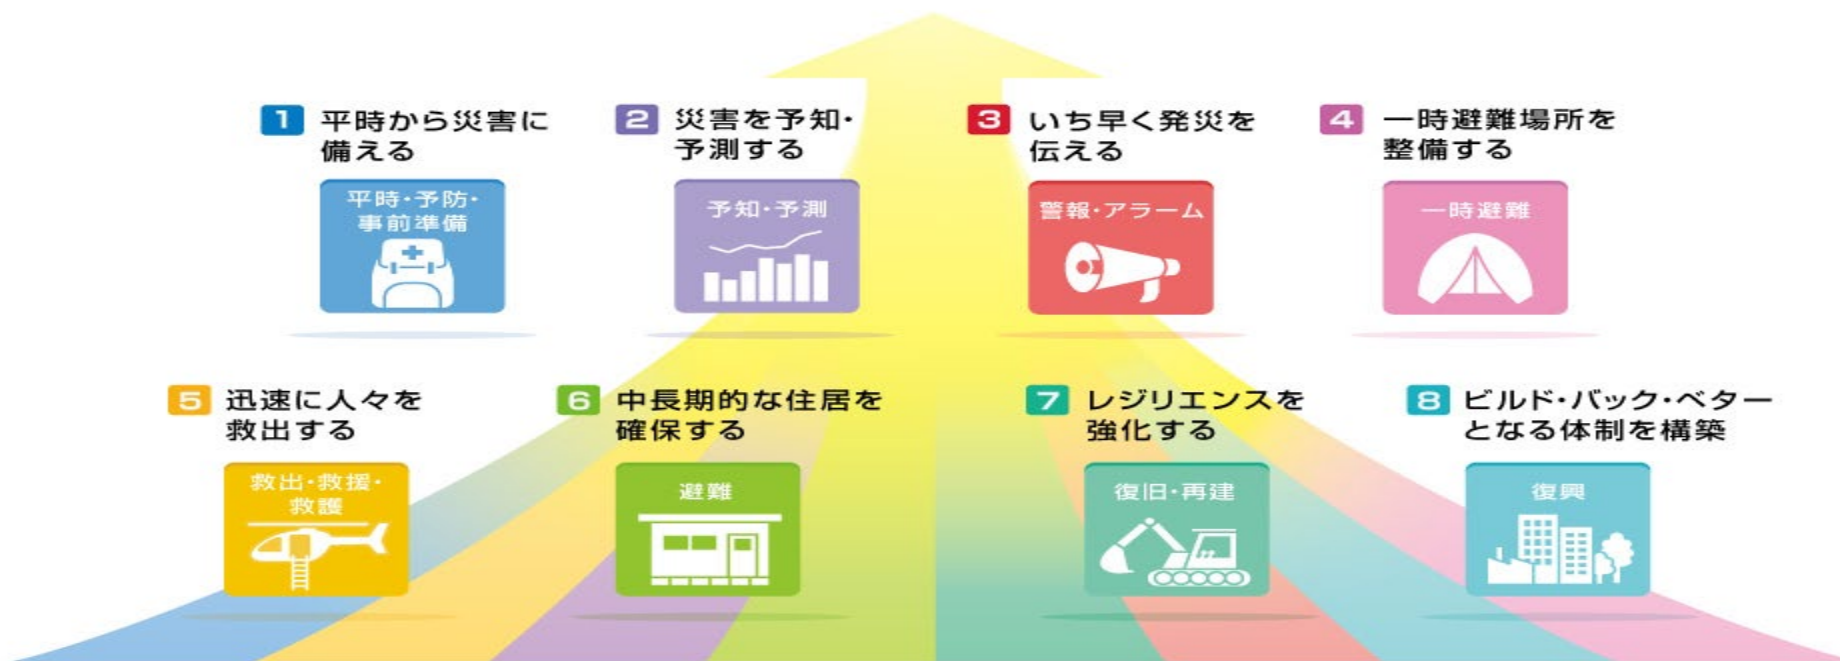 1 平時から災害に
備える
平時・予防・
事前準備
2 災害を予知・
予測する
予知・予測
3 いち早く発災を
伝える
警報・アラーム
4 一時避難場所を
整備する
一時避難
5 迅速に人々を
救出する
救出・救援・
救護
6 中長期的な住居を
確保する
避難
7 レジリエンスを
強化する
復旧・再建
8 ビルド・バック・ベター
となる体制を構築
復興